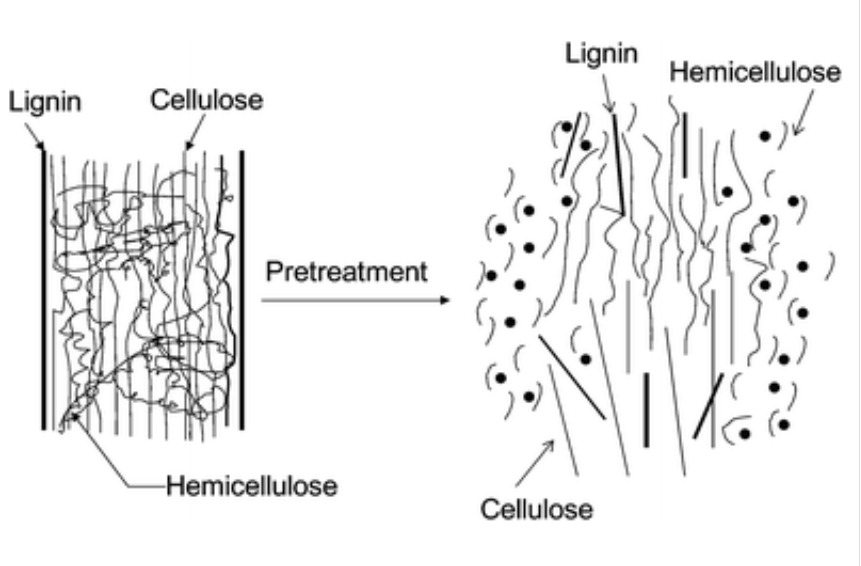 Lignin
Cellulose
Hemicellulose
Pretreatment
Lignin
Hemicellulose
Cellulose